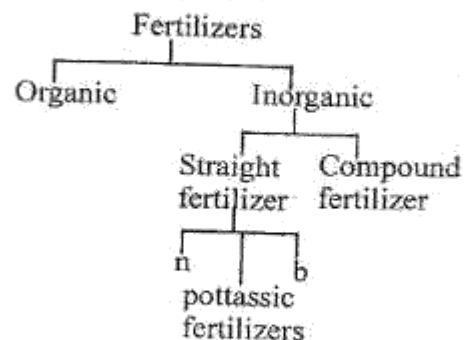 Fertilizers
Organic Inorganic
Straight Compound
fertilizer fertilizer
n b
pottassic
fertilizers